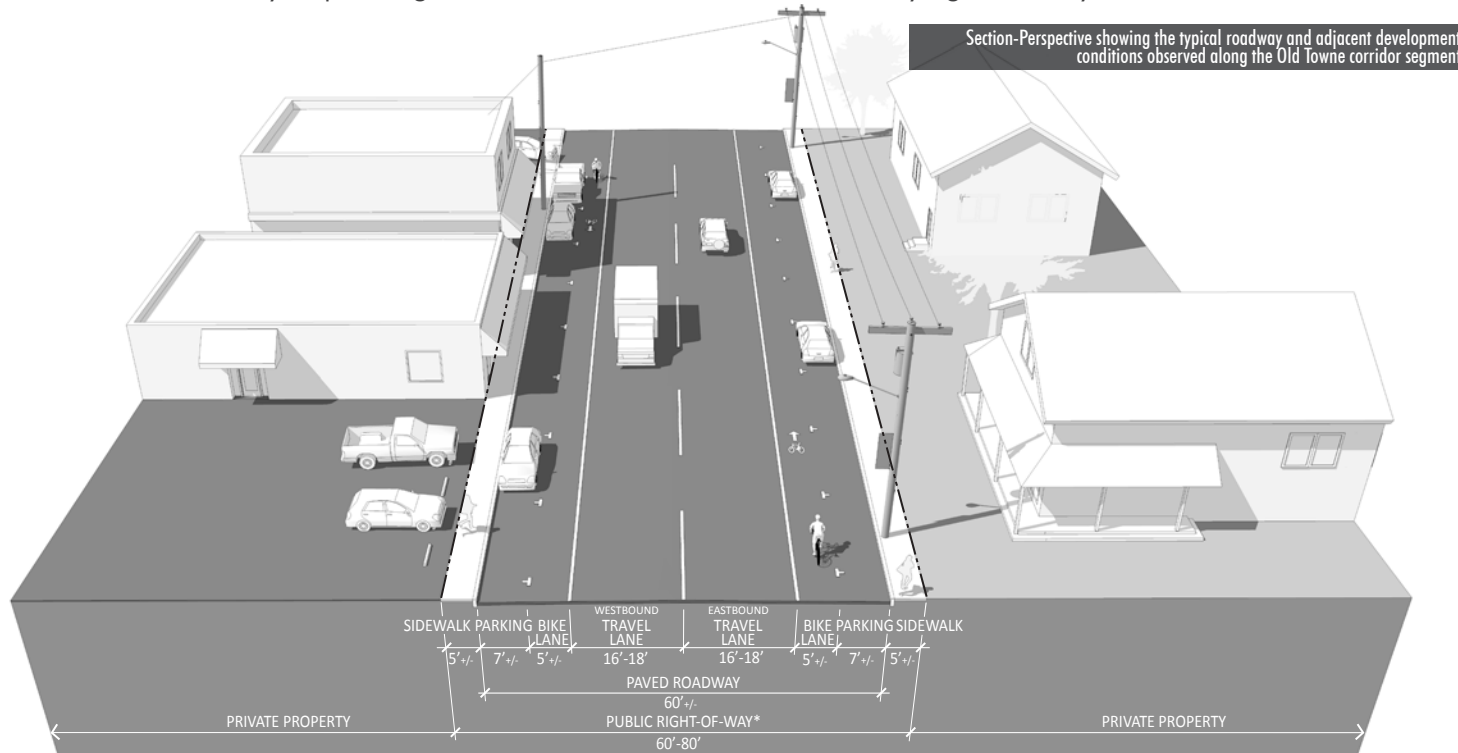 Section-Perspective showing the typical roadway and adjacent development
conditions observed along the Old Towne corridor segment
SIDEWALK PARKING BIKE LANE WESTBOUND TRAVEL LANE EASTBOUND TRAVEL LANE BIKE LANE PARKING SIDEWALK
5'+/- 7'+/- 5'+/- 16'-18' 16'-18' 5'+/- 7'+/- 5'+/-
PAVED ROADWAY
60'+/-
PRIVATE PROPERTY PUBLIC RIGHT-OF-WAY* PRIVATE PROPERTY
60'-80'